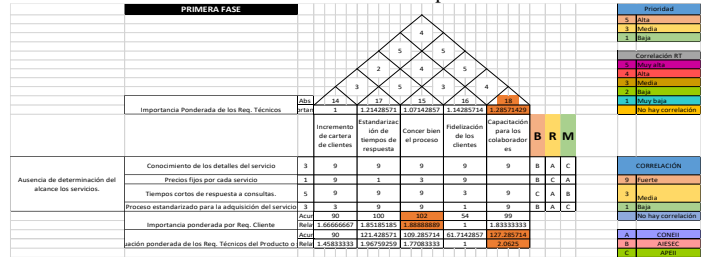 PRIMERA FASE
Prioridad
5 Alta
3 Media
1 Baja
Correlación RT
5 Muy alta
4 Alta
3 Media
2 Baja
1 Muy baja
No hay correlación
4
5 5
2 4 5
3 5 3 4
Abs 14 17 15 16 18
Importancia Ponderada de los Req. Técnicos 1 1.21428571 1.07142857 1.14285714 1.28571429
Incremento de cartera de clientes
Estandarización de tiempos de respuesta
Concer bien el proceso
Fidelización de los clientes
Capacitación para los colaboradores
B R M
Ausencia de determinación del alcance los servicios.
Conocimiento de los detalles del servicio 3 9 9 9 9 9 B A C
Precios fijos por cada servicio 1 9 1 3 9 9 B C A
Tiempos cortos de respuesta a consultas. 5 9 9 9 3 9 C A B
Proceso estandarizado para la adquisición del servicio 3 9 9 1 9 B A C
Acur 90 100 102 54 99
Importancia ponderada por Req. Cliente Rela 1.66666667 1.85185185 1.88888889 1 1.83333333
Acur 90 121.428571 109.285714 61.7142857 127.285714
uación ponderada de los Req. Técnicos del Producto o Rela 1.45833333 1.96759259 1.77083333 1 2.0625
CORRELACIÓN
9 Fuerte
3 Media
1 Baja
No hay correlación
A CONEII
B AIESEC
C APEII